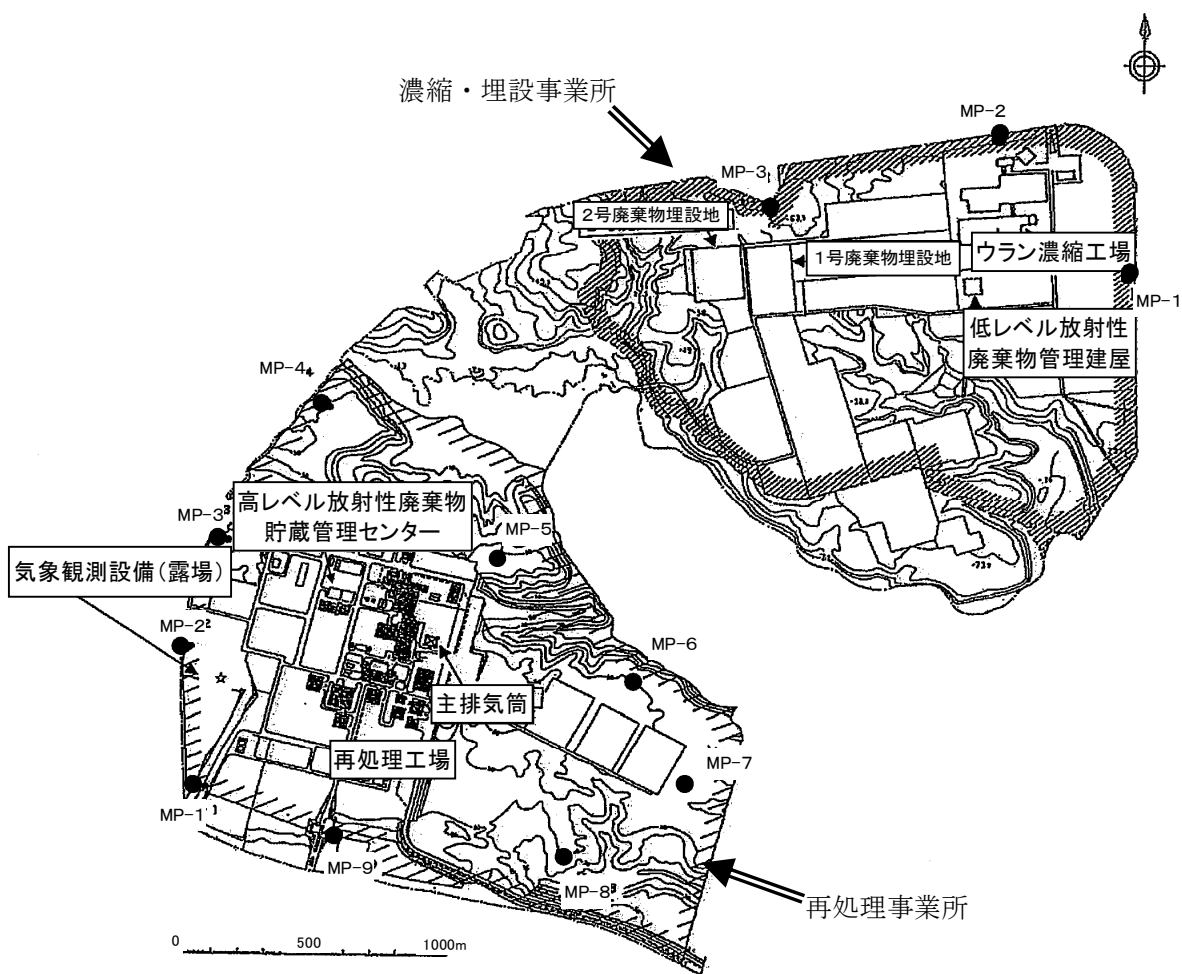 濃縮・埋設事業所
MP-2
MP-3
2号廃棄物埋設地
1号廃棄物埋設地
ウラン濃縮工場
MP-1
低レベル放射性
廃棄物管理建屋
MP-4
高レベル放射性廃棄物
貯蔵管理センター
MP-3
MP-5
気象観測設備(露場)
MP-2
MP-6
主排気筒
再処理工場
MP-7
MP-1
MP-9
MP-8
再処理事業所
0 500 1000m